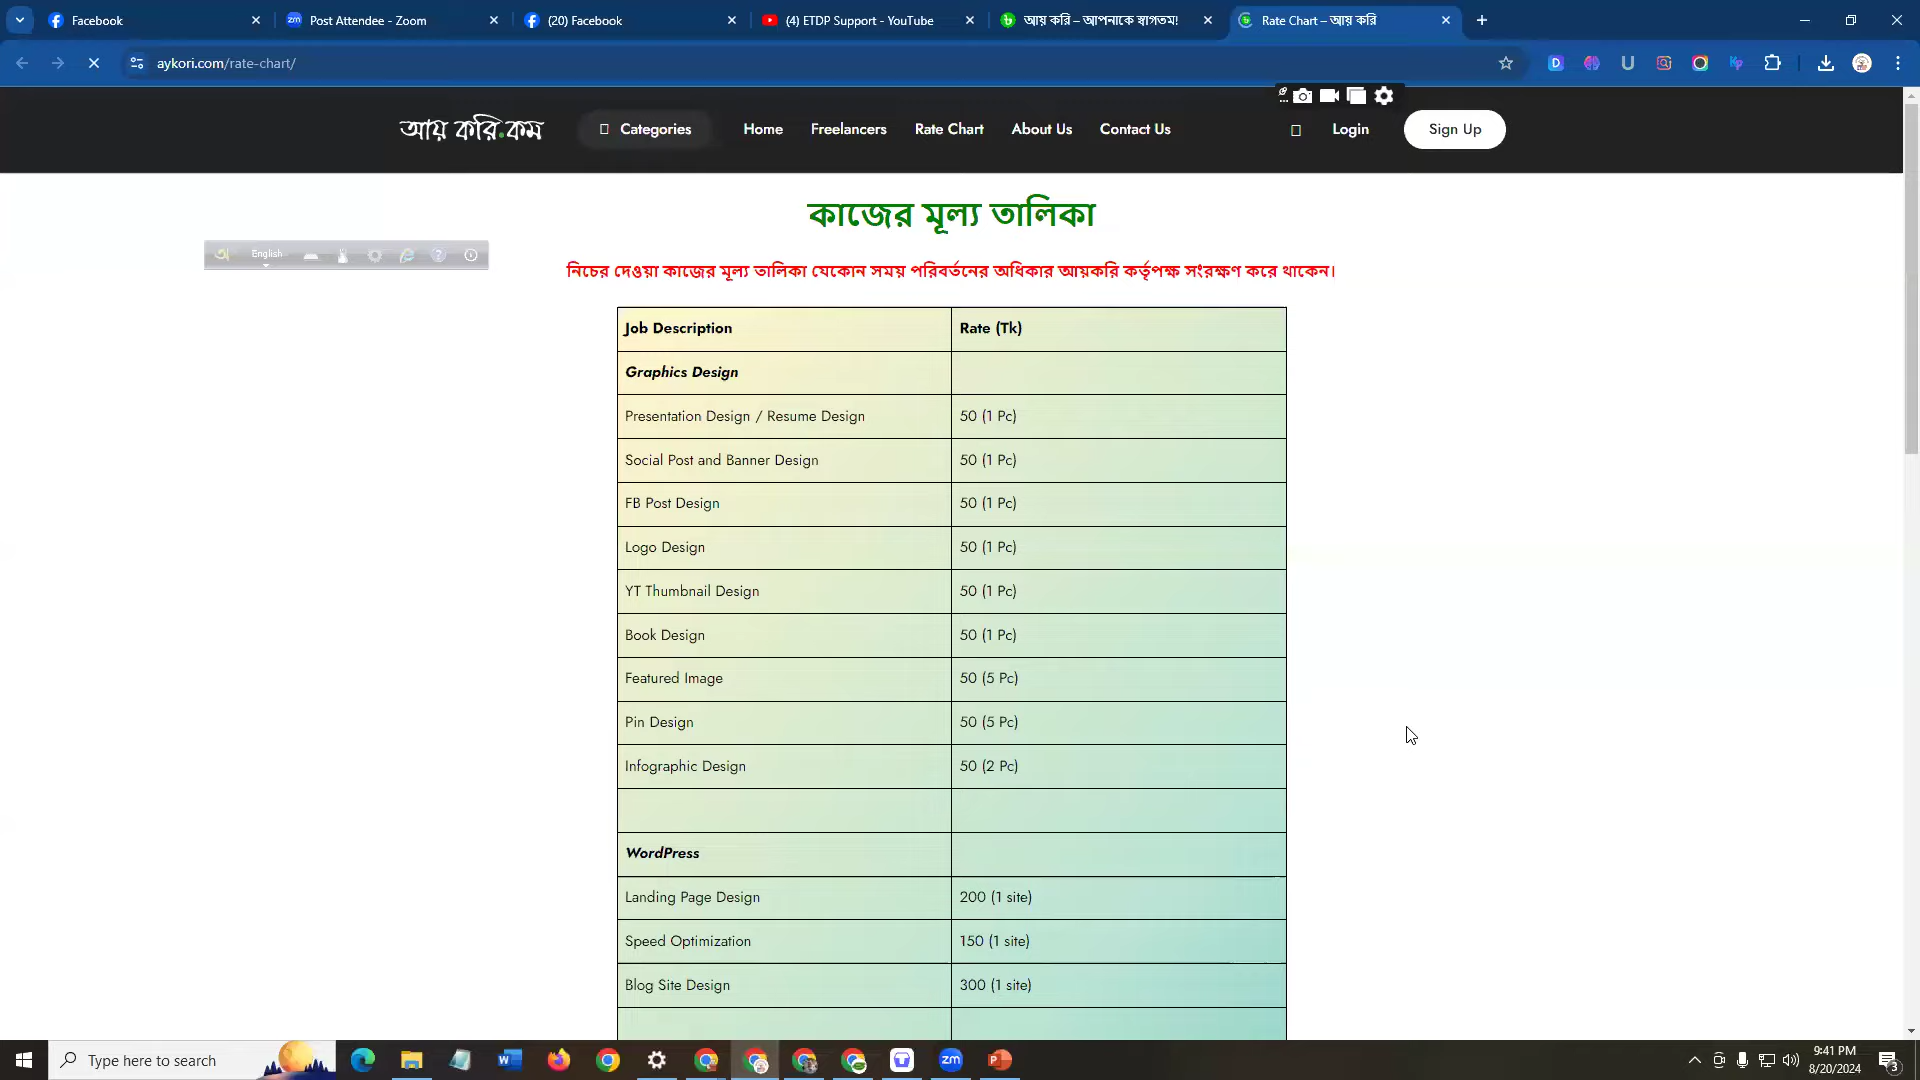 Facebook
Post Attendee - Zoom
(20) Facebook
(4) ETDP Support - YouTube
আয় করি – আপনাকে স্বাগতম!
Rate Chart – আয় করি
aykori.com/rate-chart/
আয় করি.কম
Categories
Home
Freelancers
Rate Chart
About Us
Contact Us
Login
Sign Up
কাজের মূল্য তালিকা
English
নিচের দেওয়া কাজের মূল্য তালিকা যেকোন সময় পরিবর্তনের অধিকার আয়করি কর্তৃপক্ষ সংরক্ষণ করে থাকেন।
Job Description Rate (Tk)
Graphics Design
Presentation Design / Resume Design 50 (1 Pc)
Social Post and Banner Design 50 (1 Pc)
FB Post Design 50 (1 Pc)
Logo Design 50 (1 Pc)
YT Thumbnail Design 50 (1 Pc)
Book Design 50 (1 Pc)
Featured Image 50 (5 Pc)
Pin Design 50 (5 Pc)
Infographic Design 50 (2 Pc)
WordPress
Landing Page Design 200 (1 site)
Speed Optimization 150 (1 site)
Blog Site Design 300 (1 site)
Type here to search
9:41 PM
8/20/2024